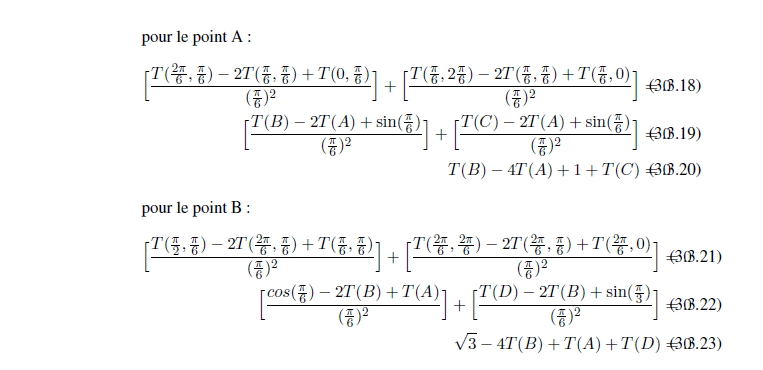 pour le point A :
[T(2π/6, π/6) − 2T(π/6, π/6) + T(0, π/6) / (π/6)²] + [T(π/6, 2π/6) − 2T(π/6, π/6) + T(π/6, 0) / (π/6)²]
[T(B) − 2T(A) + sin(π/6) / (π/6)²] + [T(C) − 2T(A) + sin(π/6) / (π/6)²]
T(B) − 4T(A) + 1 + T(C)
pour le point B :
[T(π/2, π/6) − 2T(2π/6, π/6) + T(π/6, π/6) / (π/6)²] + [T(2π/6, 2π/6) − 2T(2π/6, π/6) + T(2π/6, 0) / (π/6)²]
[cos(π/6) − 2T(B) + T(A) / (π/6)²] + [T(D) − 2T(B) + sin(π/3) / (π/6)²]
√3 − 4T(B) + T(A) + T(D)